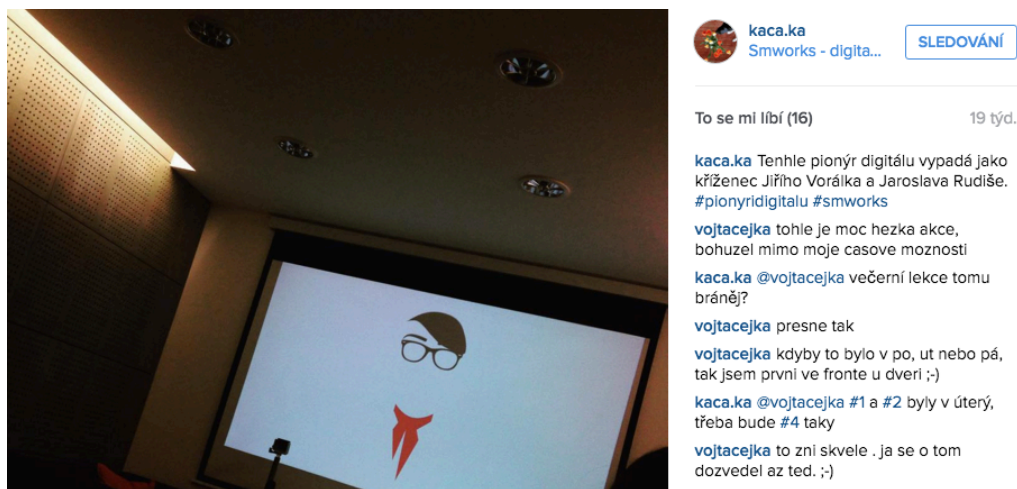 kaca.ka
Smworks - digita...
SLEDOVÁNÍ
To se mi líbí (16)
19 týd.
kaca.ka Tenhle pionýr digitálu vypadá jako
kříženec Jiřího Vorálka a Jaroslava Rudiše.
#pionyridigitalu #smworks
vojtacejka tohle je moc hezka akce,
bohuzel mimo moje casove moznosti
kaca.ka @vojtacejka večerní lekce tomu
bráněj?
vojtacejka presne tak
vojtacejka kdyby to bylo v po, ut nebo pá,
tak jsem prvni ve fronte u dveri ;-)
kaca.ka @vojtacejka #1 a #2 byly v úterý,
třeba bude #4 taky
vojtacejka to zni skvele . ja se o tom
dozvedel az ted. ;-)